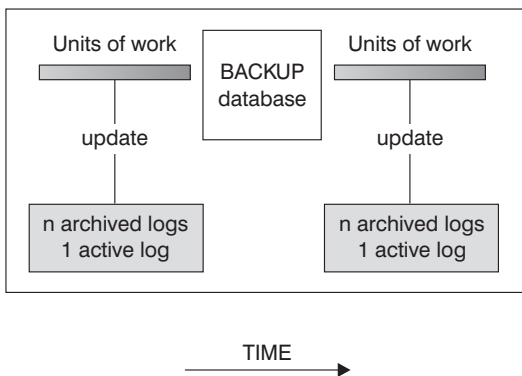 Units of work
BACKUP
database
Units of work
update
update
n archived logs
1 active log
n archived logs
1 active log
TIME